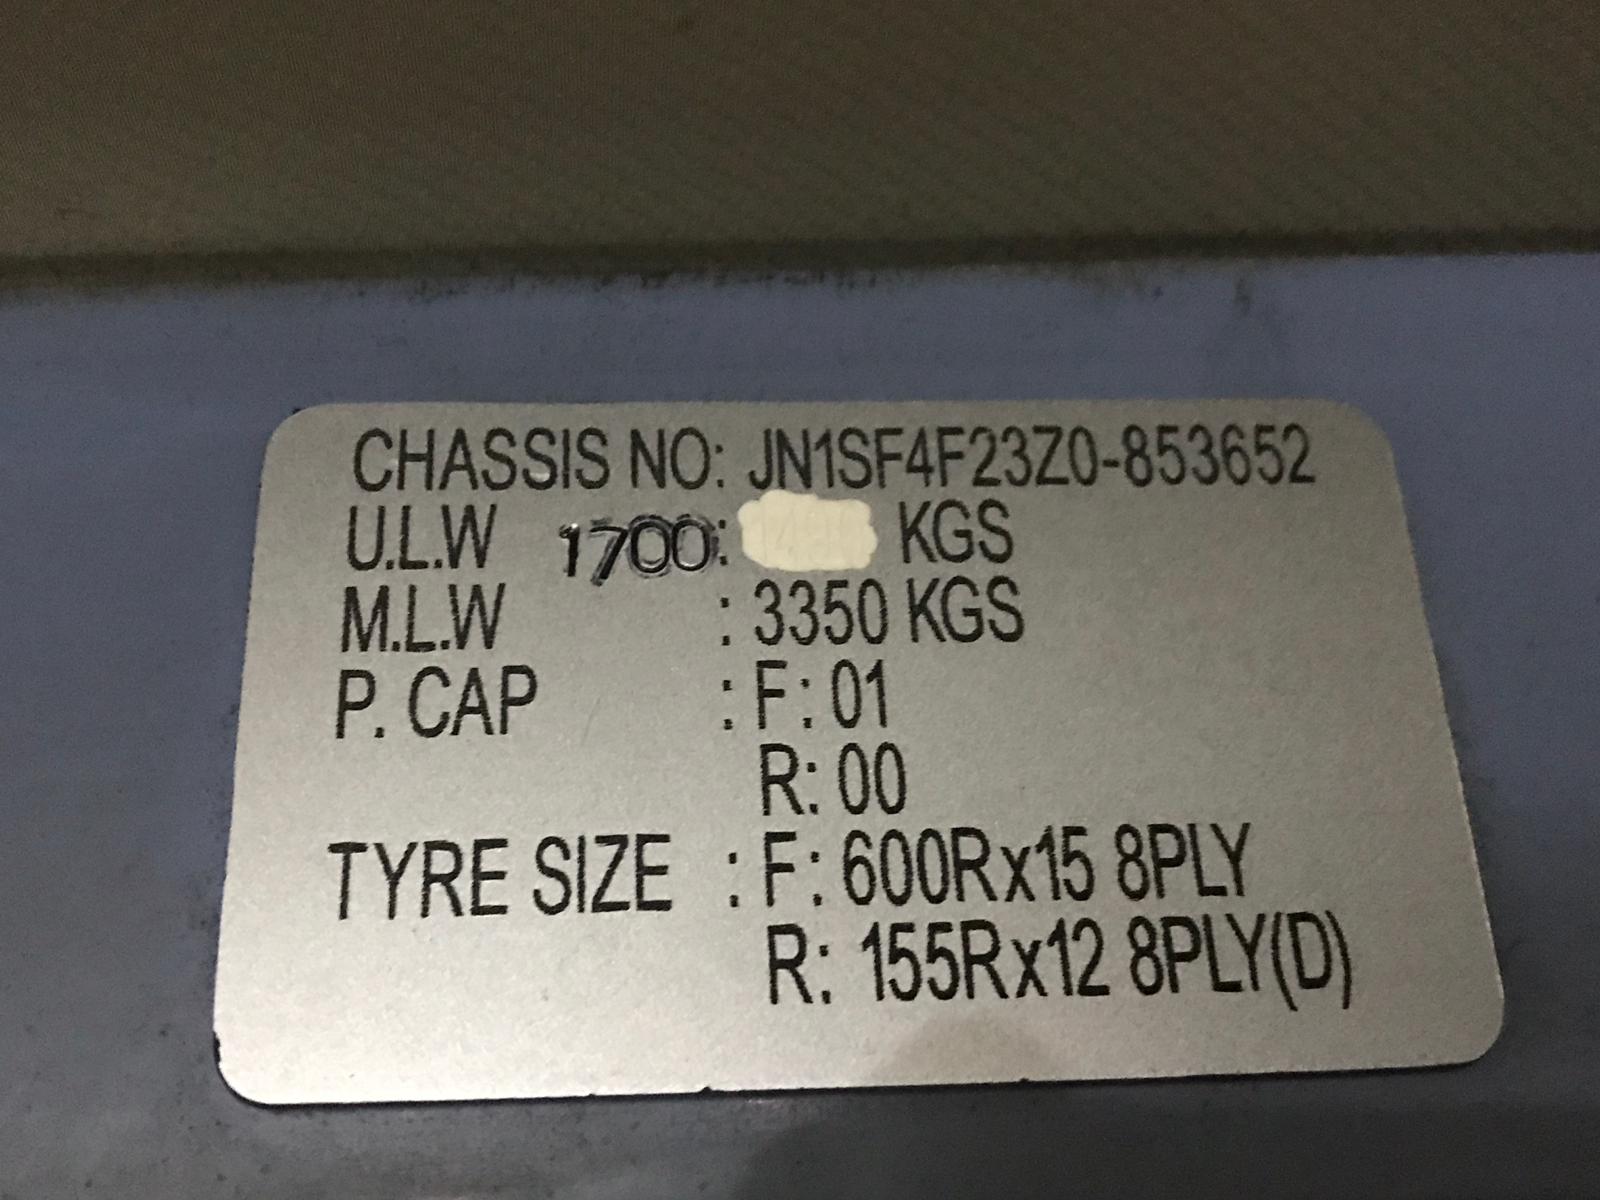 CHASSIS NO: JN1SF4F23Z0-853652
U.L.W 1700: KGS
M.L.W : 3350 KGS
P. CAP : F: 01
R: 00
TYRE SIZE : F: 600Rx15 8PLY
R: 155Rx12 8PLY(D)